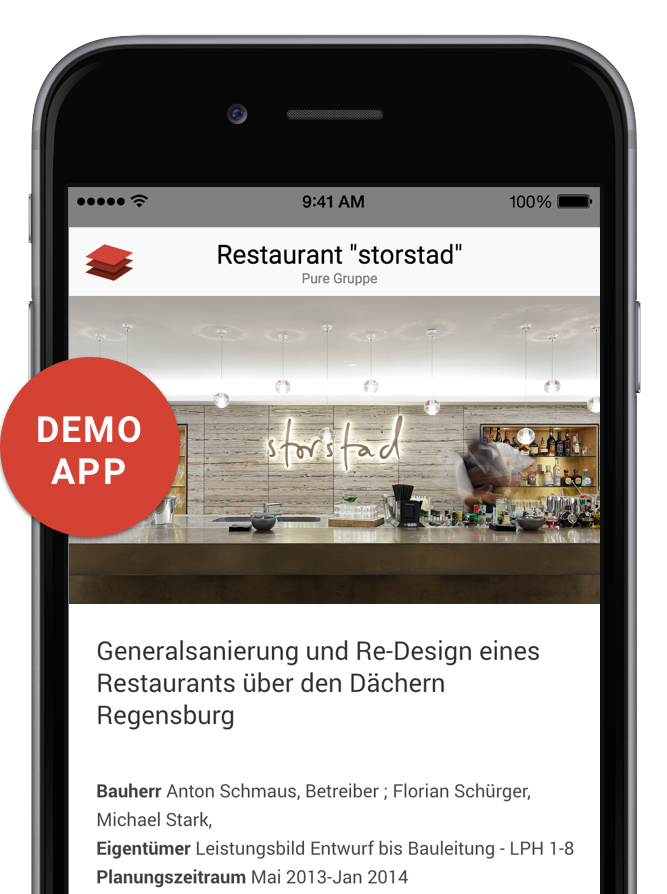 9:41 AM
100%
Restaurant "storstad"
Pure Gruppe
storstad
DEMO
APP
Generalsanierung und Re-Design eines
Restaurants über den Dächern
Regensburg
Bauherr Anton Schmaus, Betreiber ; Florian Schürger,
Michael Stark,
Eigentümer Leistungsbild Entwurf bis Bauleitung - LPH 1-8
Planungszeitraum Mai 2013-Jan 2014